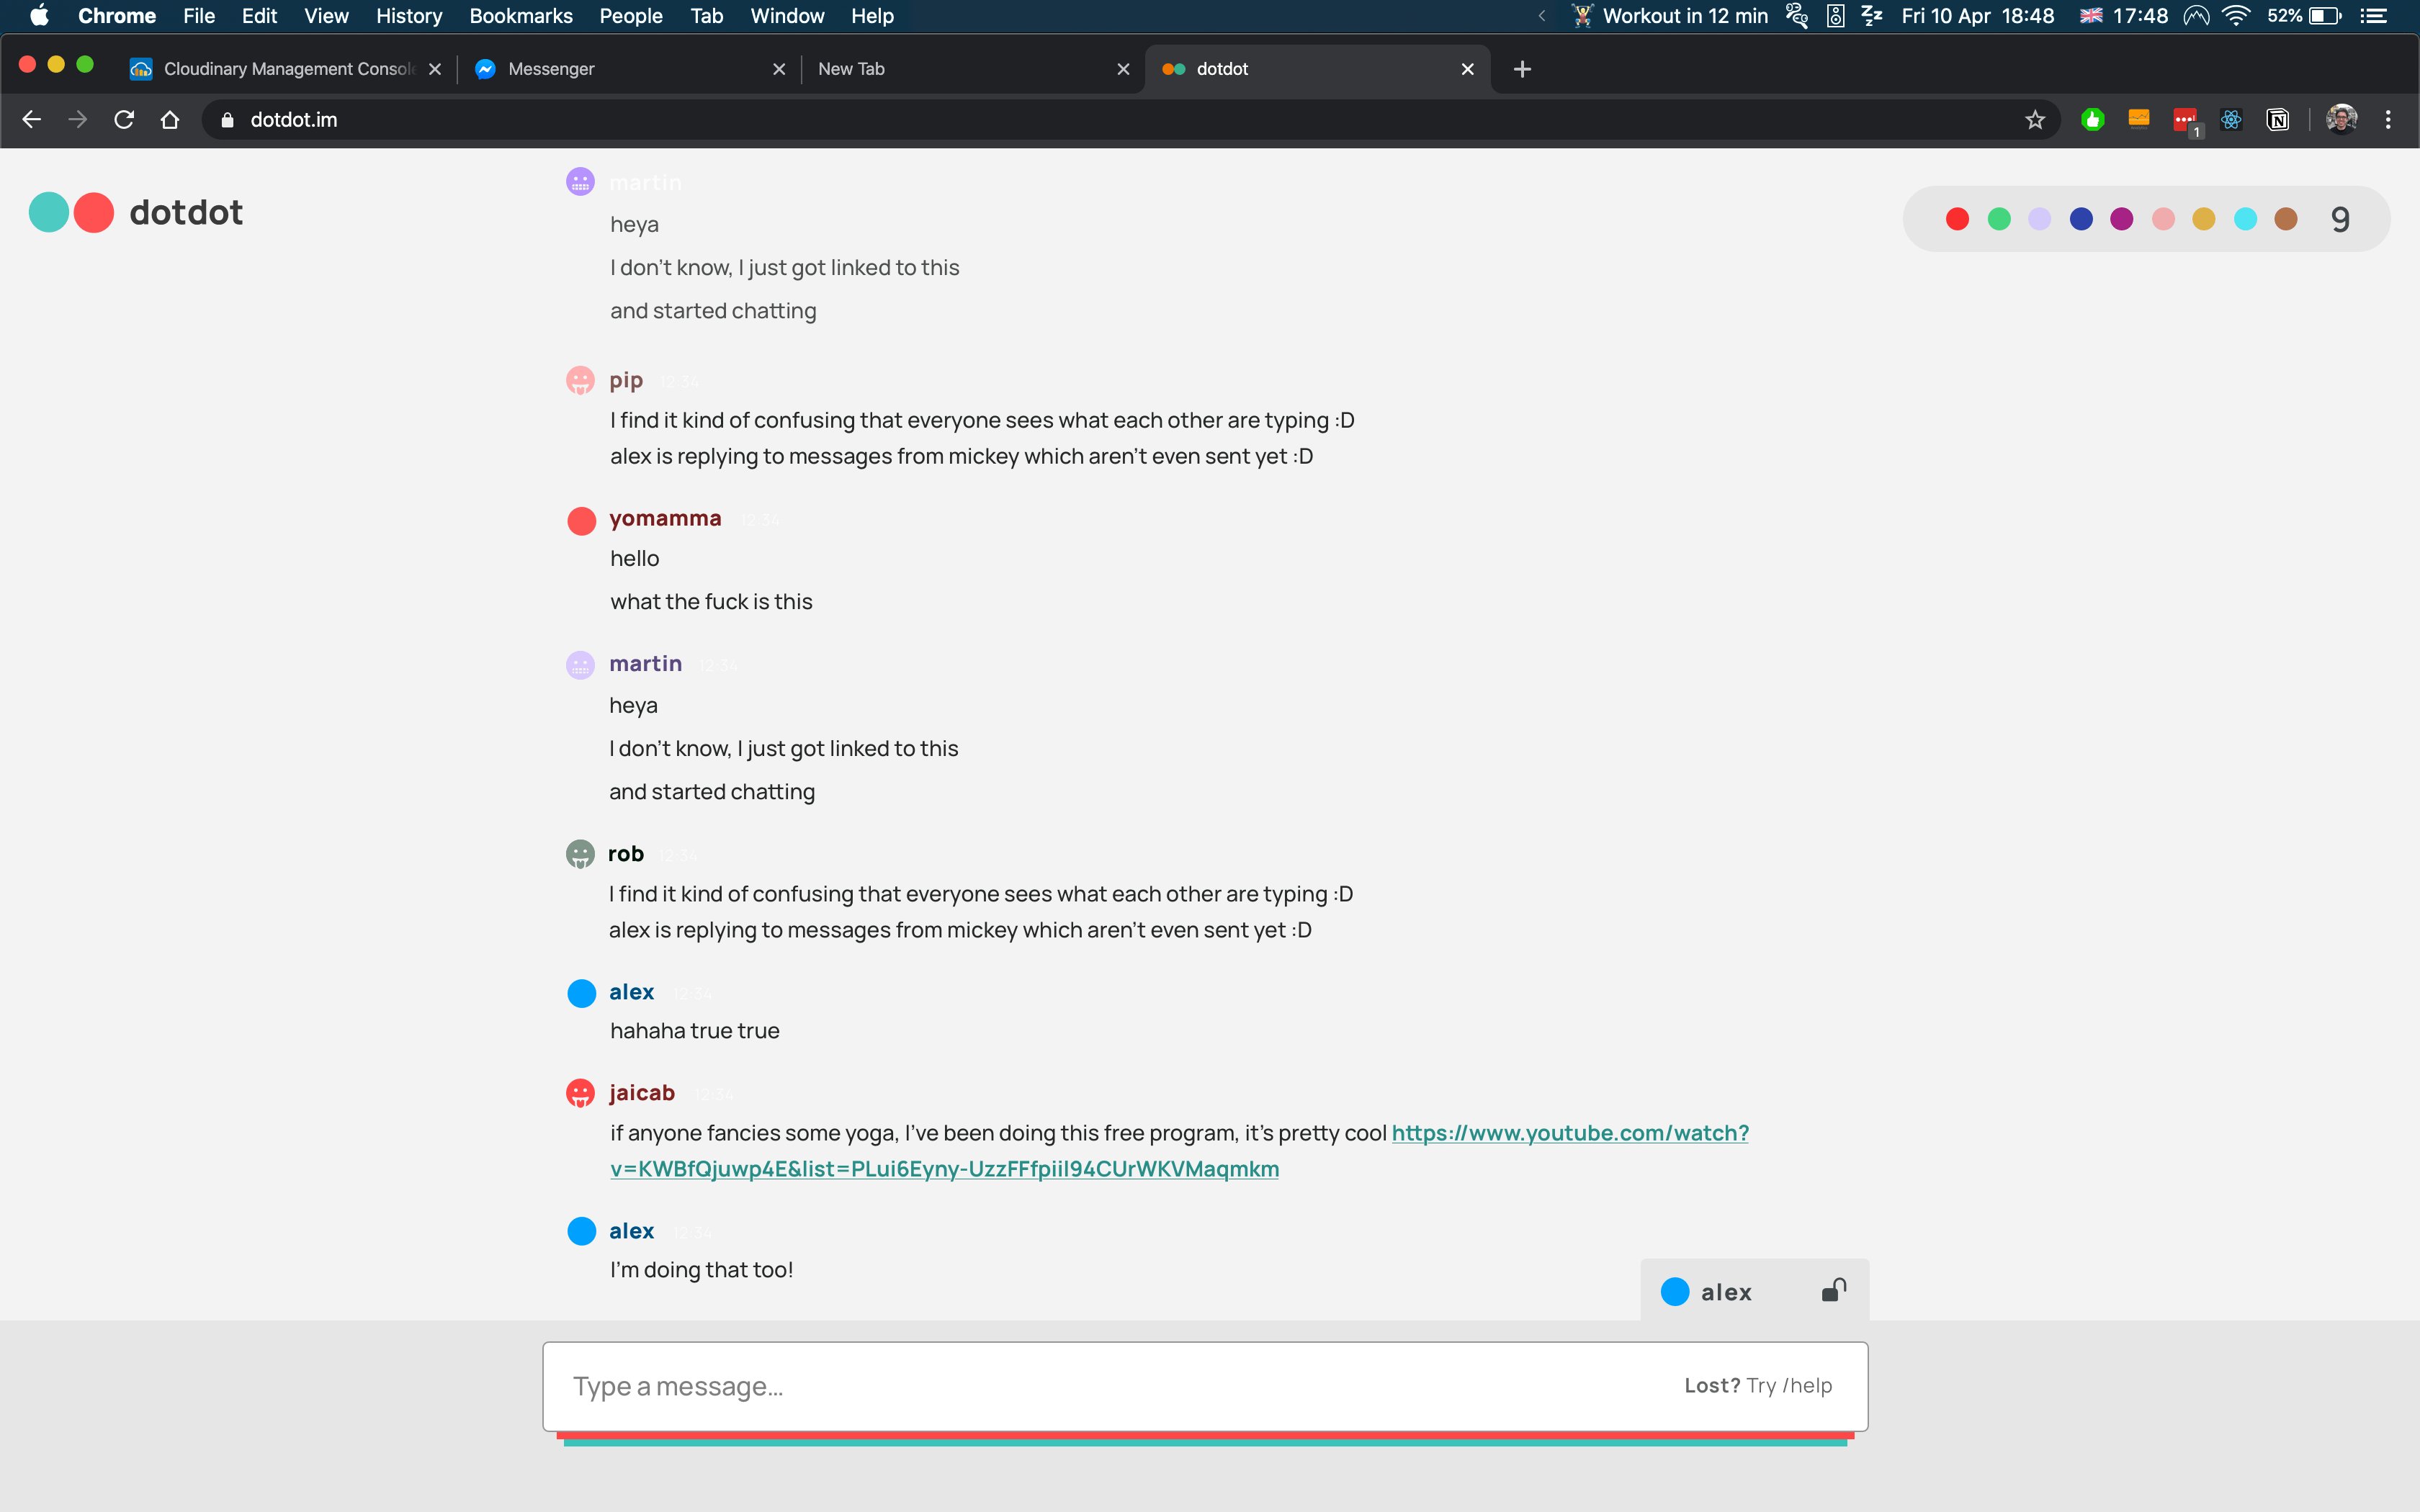 Chrome File Edit View History Bookmarks People Tab Window Help Workout in 12 min Fri 10 Apr 18:48 17:48 52%
Cloudinary Management Consol Messenger New Tab dotdot
dotdot.im 1
martin
dotdot
9
heya
I don't know, I just got linked to this
and started chatting
pip 12:34
I find it kind of confusing that everyone sees what each other are typing :D
alex is replying to messages from mickey which aren't even sent yet :D
yomamma 12:34
hello
what the fuck is this
martin 12:34
heya
I don't know, I just got linked to this
and started chatting
rob 12:34
I find it kind of confusing that everyone sees what each other are typing :D
alex is replying to messages from mickey which aren't even sent yet :D
alex 12:34
hahaha true true
jaicab 12:34
if anyone fancies some yoga, I've been doing this free program, it's pretty cool https://www.youtube.com/watch?
v=KWBfQjuwp4E&list=PLui6Eyny-UzzFFfpiil94CUrWKVMaqmkm
alex 12:34
I'm doing that too!
alex
Type a message... Lost? Try /help